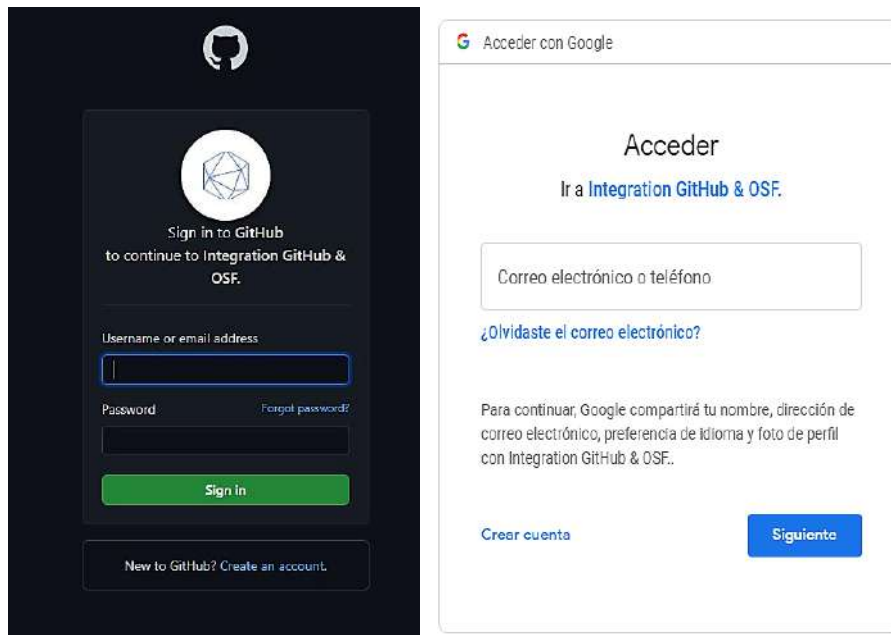 Sign in to GitHub
to continue to Integration GitHub &
OSF.
Username or email address
Password Forgot password?
Sign in
New to GitHub? Create an account.
Acceder con Google
Acceder
Ir a Integration GitHub & OSF.
Correo electrónico o teléfono
¿Olvidaste el correo electrónico?
Para continuar, Google compartirá tu nombre, dirección de
correo electrónico, preferencia de idioma y foto de perfil
con Integration GitHub & OSF..
Crear cuenta Siguiente